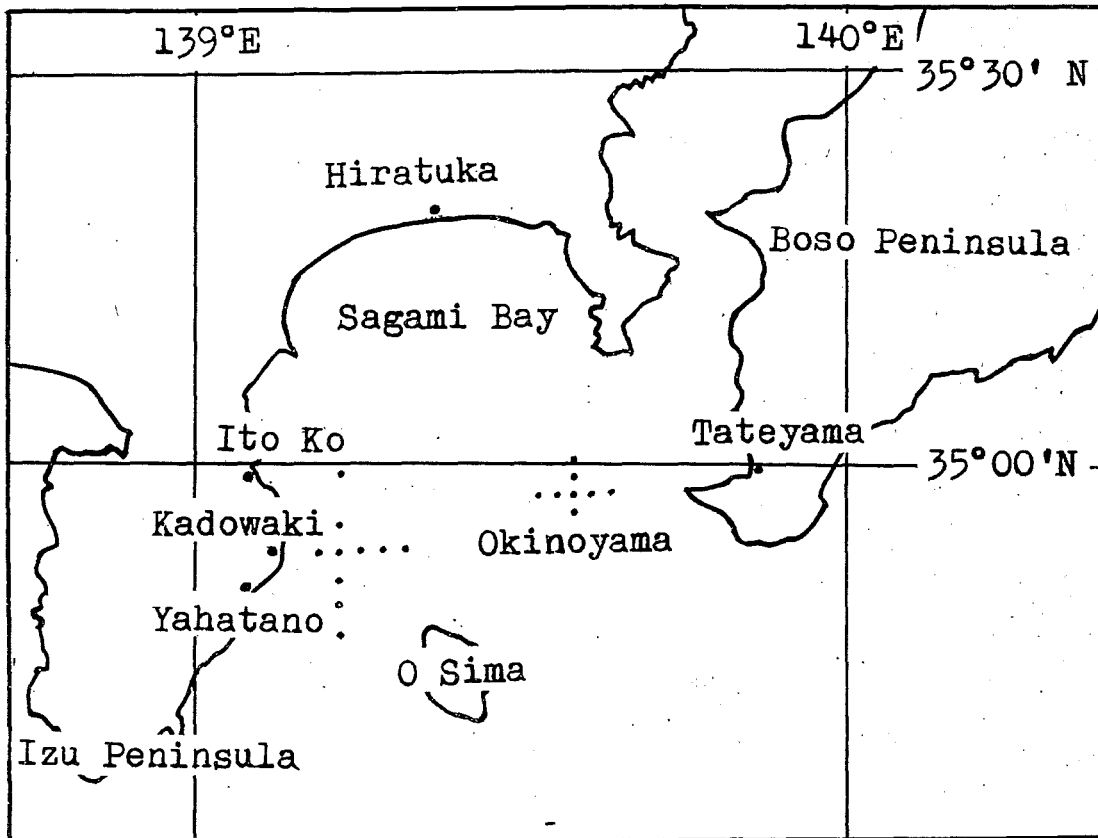 139°E
140°E
35°30' N
Hiratuka
Boso Peninsula
Sagami Bay
Ito Ko
Tateyama
35°00'N
Kadowaki
Okinoyama
Yahatano
O Sima
Izu Peninsula